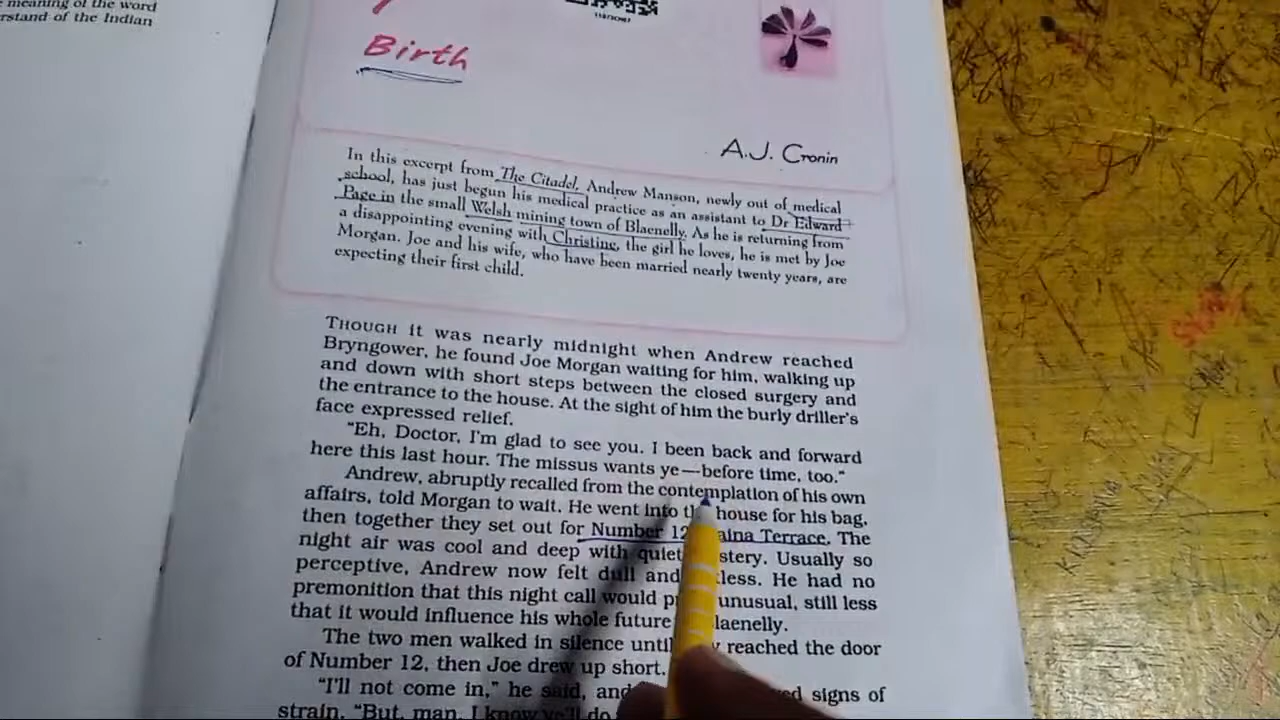 meaning of the word
rstand of the Indian
Birth
A.J. Cronin
In this excerpt from The Citadel, Andrew Manson, newly out of medical
school, has just begun his medical practice as an assistant to Dr Edward
Page in the small Welsh mining town of Blaenelly. As he is returning from
a disappointing evening with Christine, the girl he loves, he is met by Joe
Morgan. Joe and his wife, who have been married nearly twenty years, are
expecting their first child.
THOUGH it was nearly midnight when Andrew reached
Bryngower, he found Joe Morgan waiting for him, walking up
and down with short steps between the closed surgery and
the entrance to the house. At the sight of him the burly driller's
face expressed relief.
"Eh, Doctor, I'm glad to see you. I been back and forward
here this last hour. The missus wants ye—before time, too."
Andrew, abruptly recalled from the contemplation of his own
affairs, told Morgan to wait. He went into th house for his bag,
then together they set out for Number 12 aina Terrace. The
night air was cool and deep with quiet stery. Usually so
perceptive, Andrew now felt dull and tless. He had no
premonition that this night call would p unusual, still less
that it would influence his whole future laenelly.
The two men walked in silence until y reached the door
of Number 12, then Joe drew up short.
"I'll not come in," he said, and ed signs of
strain. "But, man, I know ye'll do